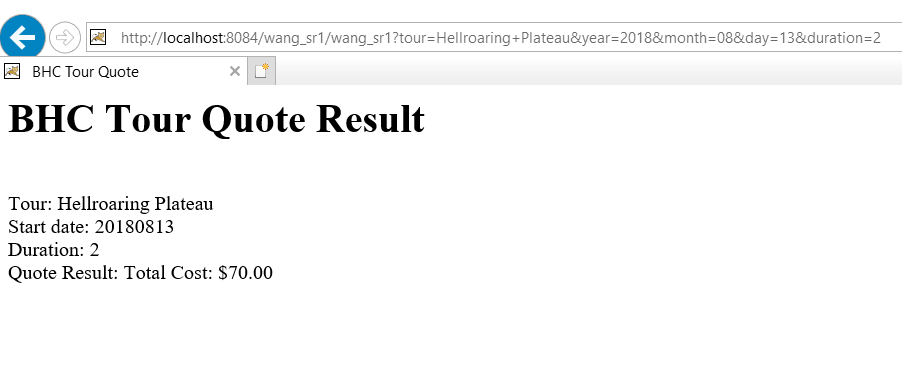 http://localhost:8084/wang_sr1/wang_sr1?tour=Hellroaring+Plateau&year=2018&month=08&day=13&duration=2
BHC Tour Quote
BHC Tour Quote Result
Tour: Hellroaring Plateau
Start date: 20180813
Duration: 2
Quote Result: Total Cost: $70.00